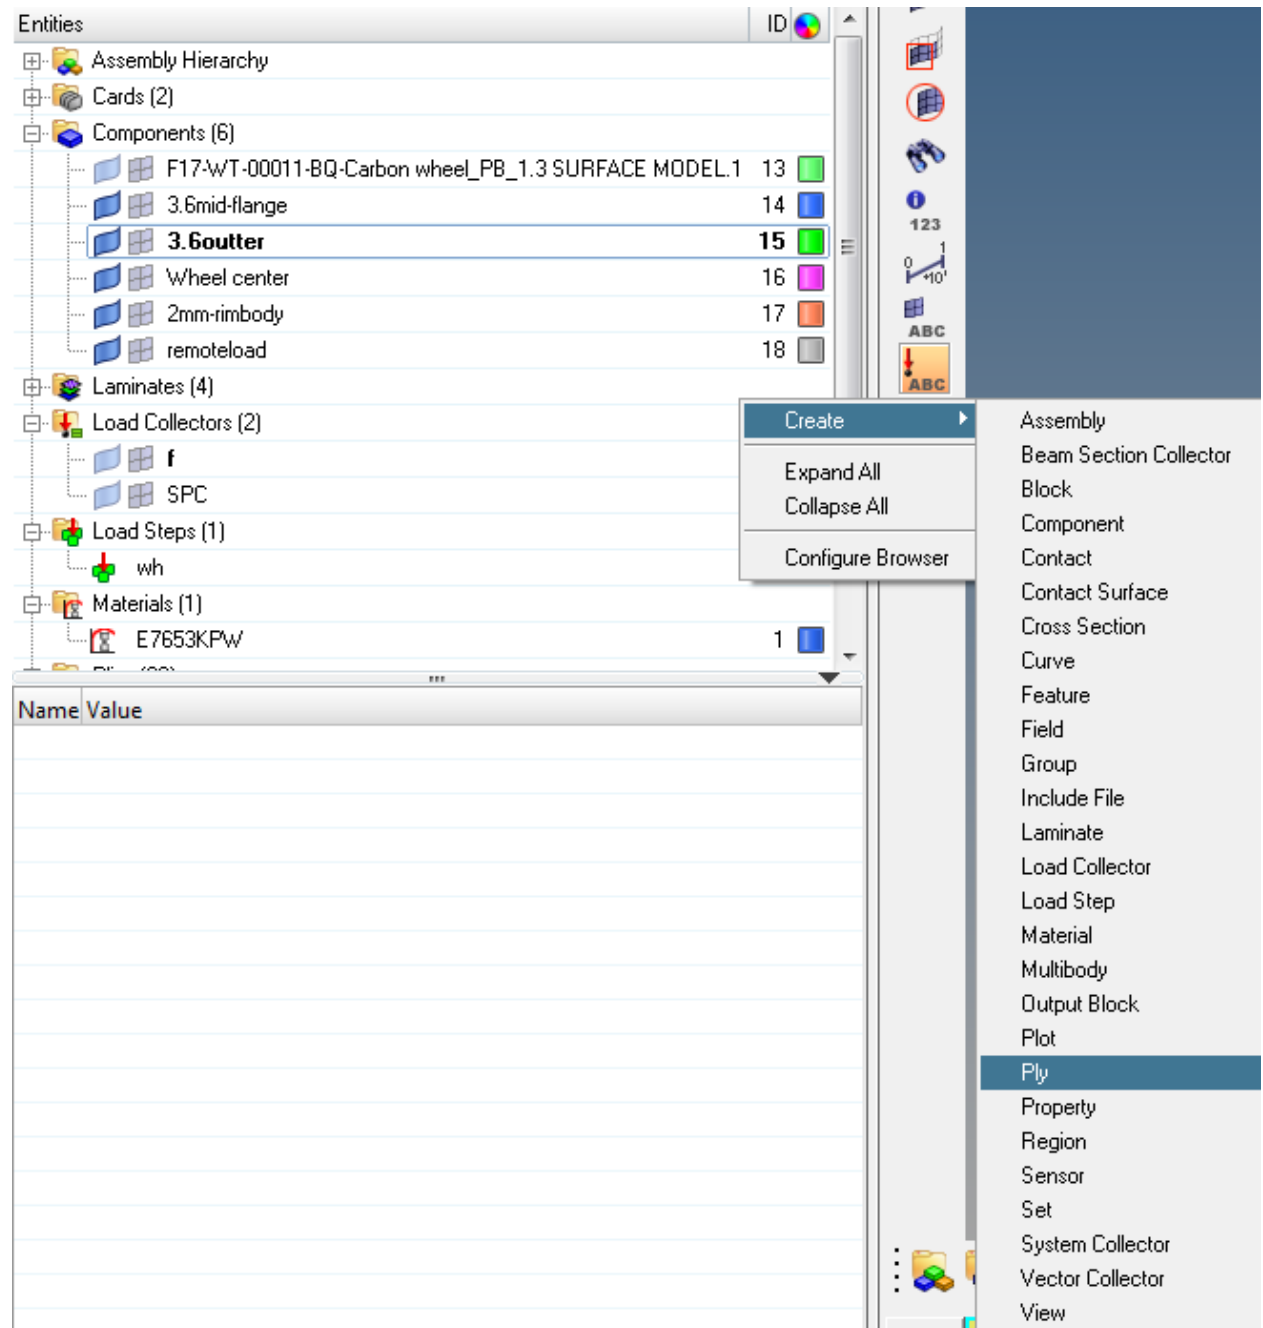 Entities ID
Assembly Hierarchy
Cards (2)
Components (6)
F17-WT-00011-BQ-Carbon wheel_PB_1.3 SURFACE MODEL.1 13
3.6mid-flange 14
3.6outter 15
Wheel center 16
2mm-rimbody 17
remoteload 18
Laminates (4)
Load Collectors (2)
f
SPC
Load Steps (1)
wh
Materials (1)
E7653KPW 1
Name Value
123
0 1
+10'
ABC
ABC
Create
Expand All
Collapse All
Configure Browser
Assembly
Beam Section Collector
Block
Component
Contact
Contact Surface
Cross Section
Curve
Feature
Field
Group
Include File
Laminate
Load Collector
Load Step
Material
Multibody
Output Block
Plot
Ply
Property
Region
Sensor
Set
System Collector
Vector Collector
View